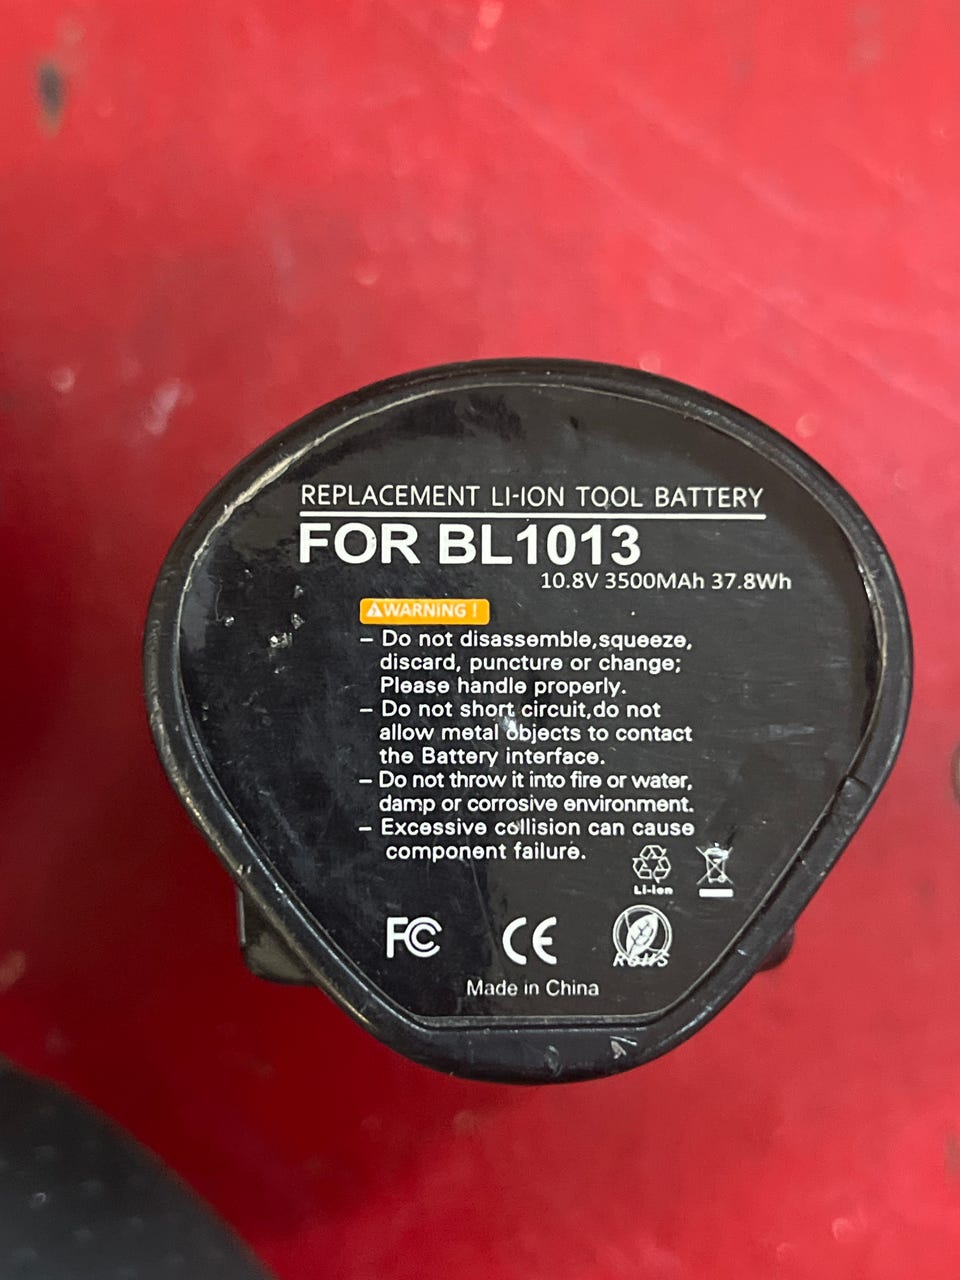 REPLACEMENT LI-ION TOOL BATTERY
FOR BL1013
10.8V 3500MAh 37.8Wh
WARNING !
– Do not disassemble,squeeze,
discard, puncture or change;
Please handle properly.
– Do not short circuit,do not
allow metal objects to contact
the Battery interface.
– Do not throw it into fire or water,
damp or corrosive environment.
– Excessive collision can cause
component failure.
Li-ion
FC CE RoHS
Made in China